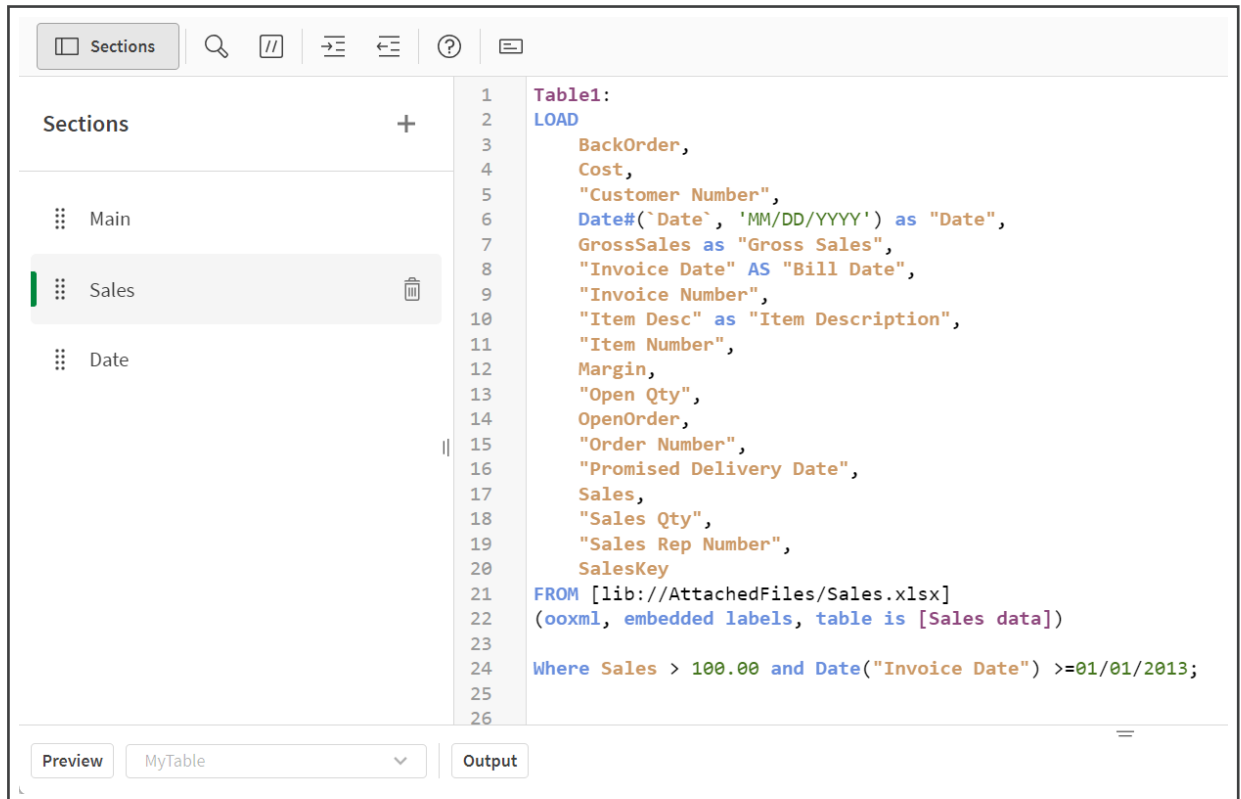 Sections
Sections
Main
Sales
Date
1 Table1:
2 LOAD
3 BackOrder,
4 Cost,
5 "Customer Number",
6 Date#(`Date`, 'MM/DD/YYYY') as "Date",
7 GrossSales as "Gross Sales",
8 "Invoice Date" AS "Bill Date",
9 "Invoice Number",
10 "Item Desc" as "Item Description",
11 "Item Number",
12 Margin,
13 "Open Qty",
14 OpenOrder,
15 "Order Number",
16 "Promised Delivery Date",
17 Sales,
18 "Sales Qty",
19 "Sales Rep Number",
20 SalesKey
21 FROM [lib://AttachedFiles/Sales.xlsx]
22 (ooxml, embedded labels, table is [Sales data])
23
24 Where Sales > 100.00 and Date("Invoice Date") >=01/01/2013;
25
26
Preview MyTable Output